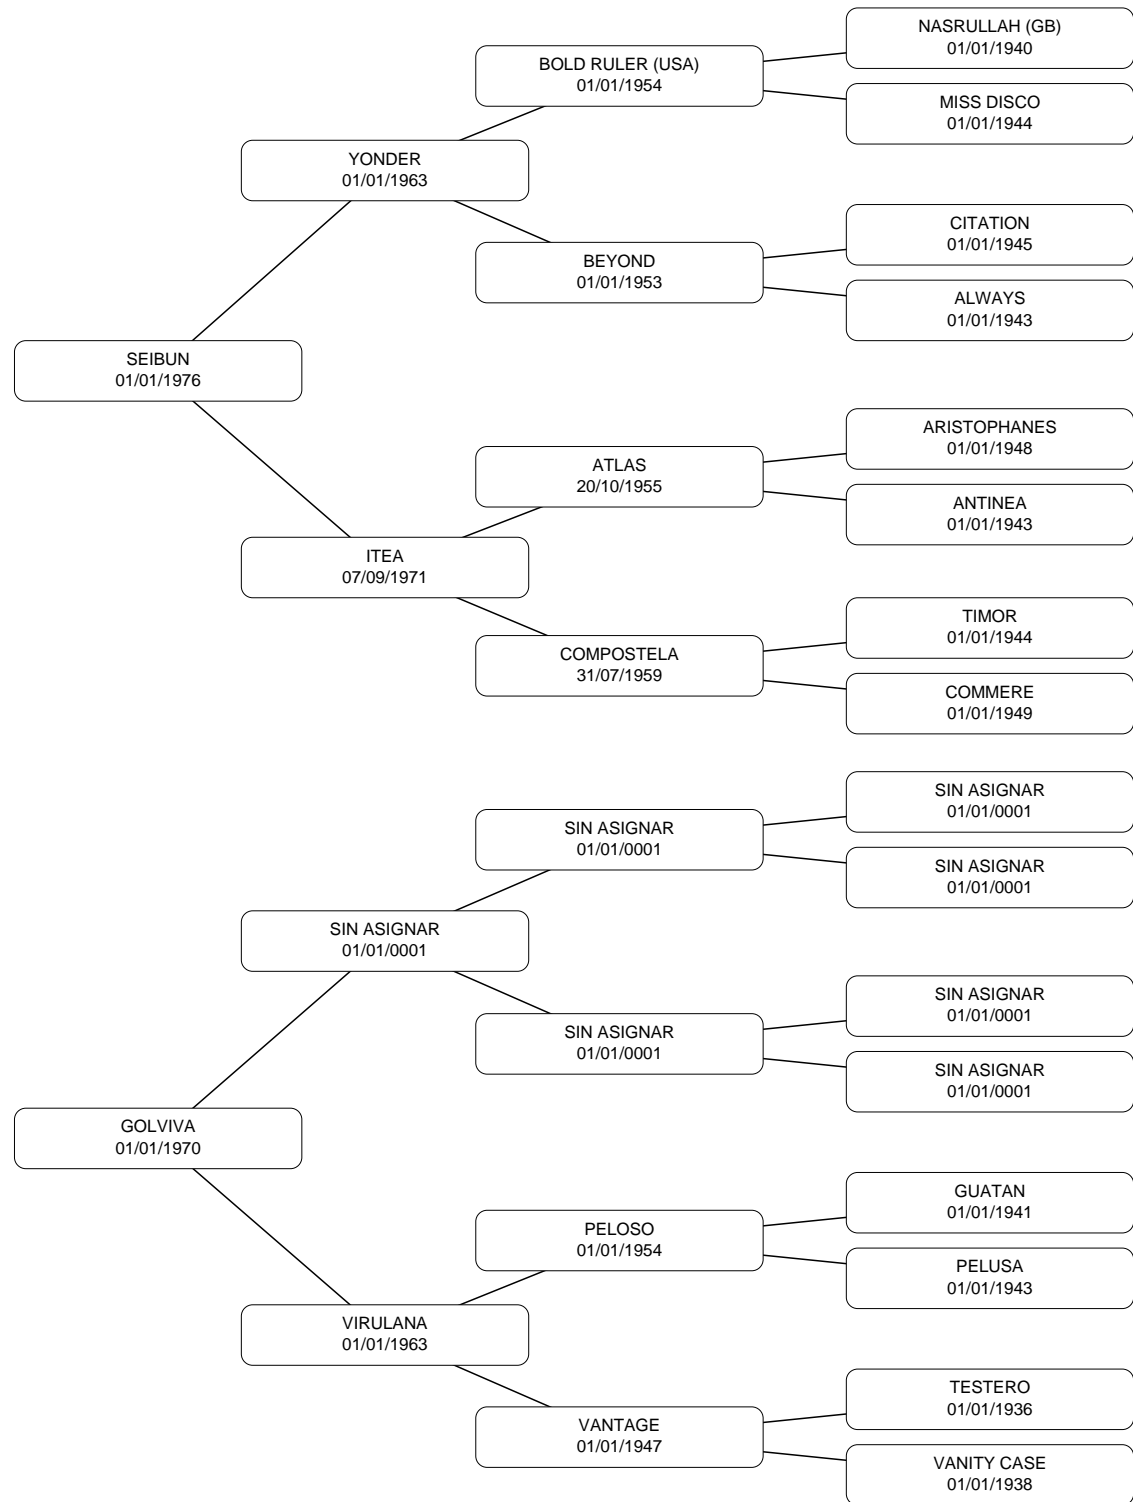 NASRULLAH (GB)
01/01/1940
BOLD RULER (USA)
01/01/1954
MISS DISCO
01/01/1944
YONDER
01/01/1963
CITATION
01/01/1945
BEYOND
01/01/1953
ALWAYS
01/01/1943
SEIBUN
01/01/1976
ARISTOPHANES
01/01/1948
ATLAS
20/10/1955
ANTINEA
01/01/1943
ITEA
07/09/1971
TIMOR
01/01/1944
COMPOSTELA
31/07/1959
COMMERE
01/01/1949
SIN ASIGNAR
01/01/0001
SIN ASIGNAR
01/01/0001
SIN ASIGNAR
01/01/0001
SIN ASIGNAR
01/01/0001
SIN ASIGNAR
01/01/0001
SIN ASIGNAR
01/01/0001
SIN ASIGNAR
01/01/0001
GOLVIVA
01/01/1970
GUATAN
01/01/1941
PELOSO
01/01/1954
PELUSA
01/01/1943
VIRULANA
01/01/1963
TESTERO
01/01/1936
VANTAGE
01/01/1947
VANITY CASE
01/01/1938